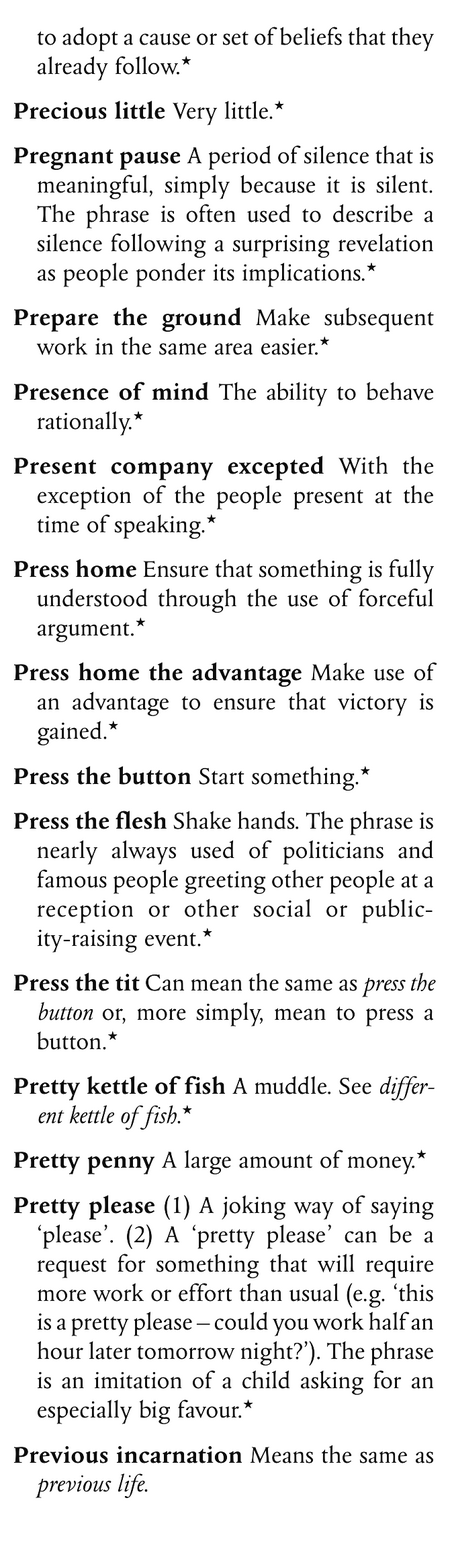 to adopt a cause or set of beliefs that they
already follow.★
Precious little Very little.★
Pregnant pause A period of silence that is
meaningful, simply because it is silent.
The phrase is often used to describe a
silence following a surprising revelation
as people ponder its implications.★
Prepare the ground Make subsequent
work in the same area easier.★
Presence of mind The ability to behave
rationally.★
Present company excepted With the
exception of the people present at the
time of speaking.★
Press home Ensure that something is fully
understood through the use of forceful
argument.★
Press home the advantage Make use of
an advantage to ensure that victory is
gained.★
Press the button Start something.★
Press the flesh Shake hands. The phrase is
nearly always used of politicians and
famous people greeting other people at a
reception or other social or public-
ity-raising event.★
Press the tit Can mean the same as press the
button or, more simply, mean to press a
button.★
Pretty kettle of fish A muddle. See differ-
ent kettle of fish.★
Pretty penny A large amount of money.★
Pretty please (1) A joking way of saying
‘please’. (2) A ‘pretty please’ can be a
request for something that will require
more work or effort than usual (e.g. ‘this
is a pretty please – could you work half an
hour later tomorrow night?’). The phrase
is an imitation of a child asking for an
especially big favour.★
Previous incarnation Means the same as
previous life.